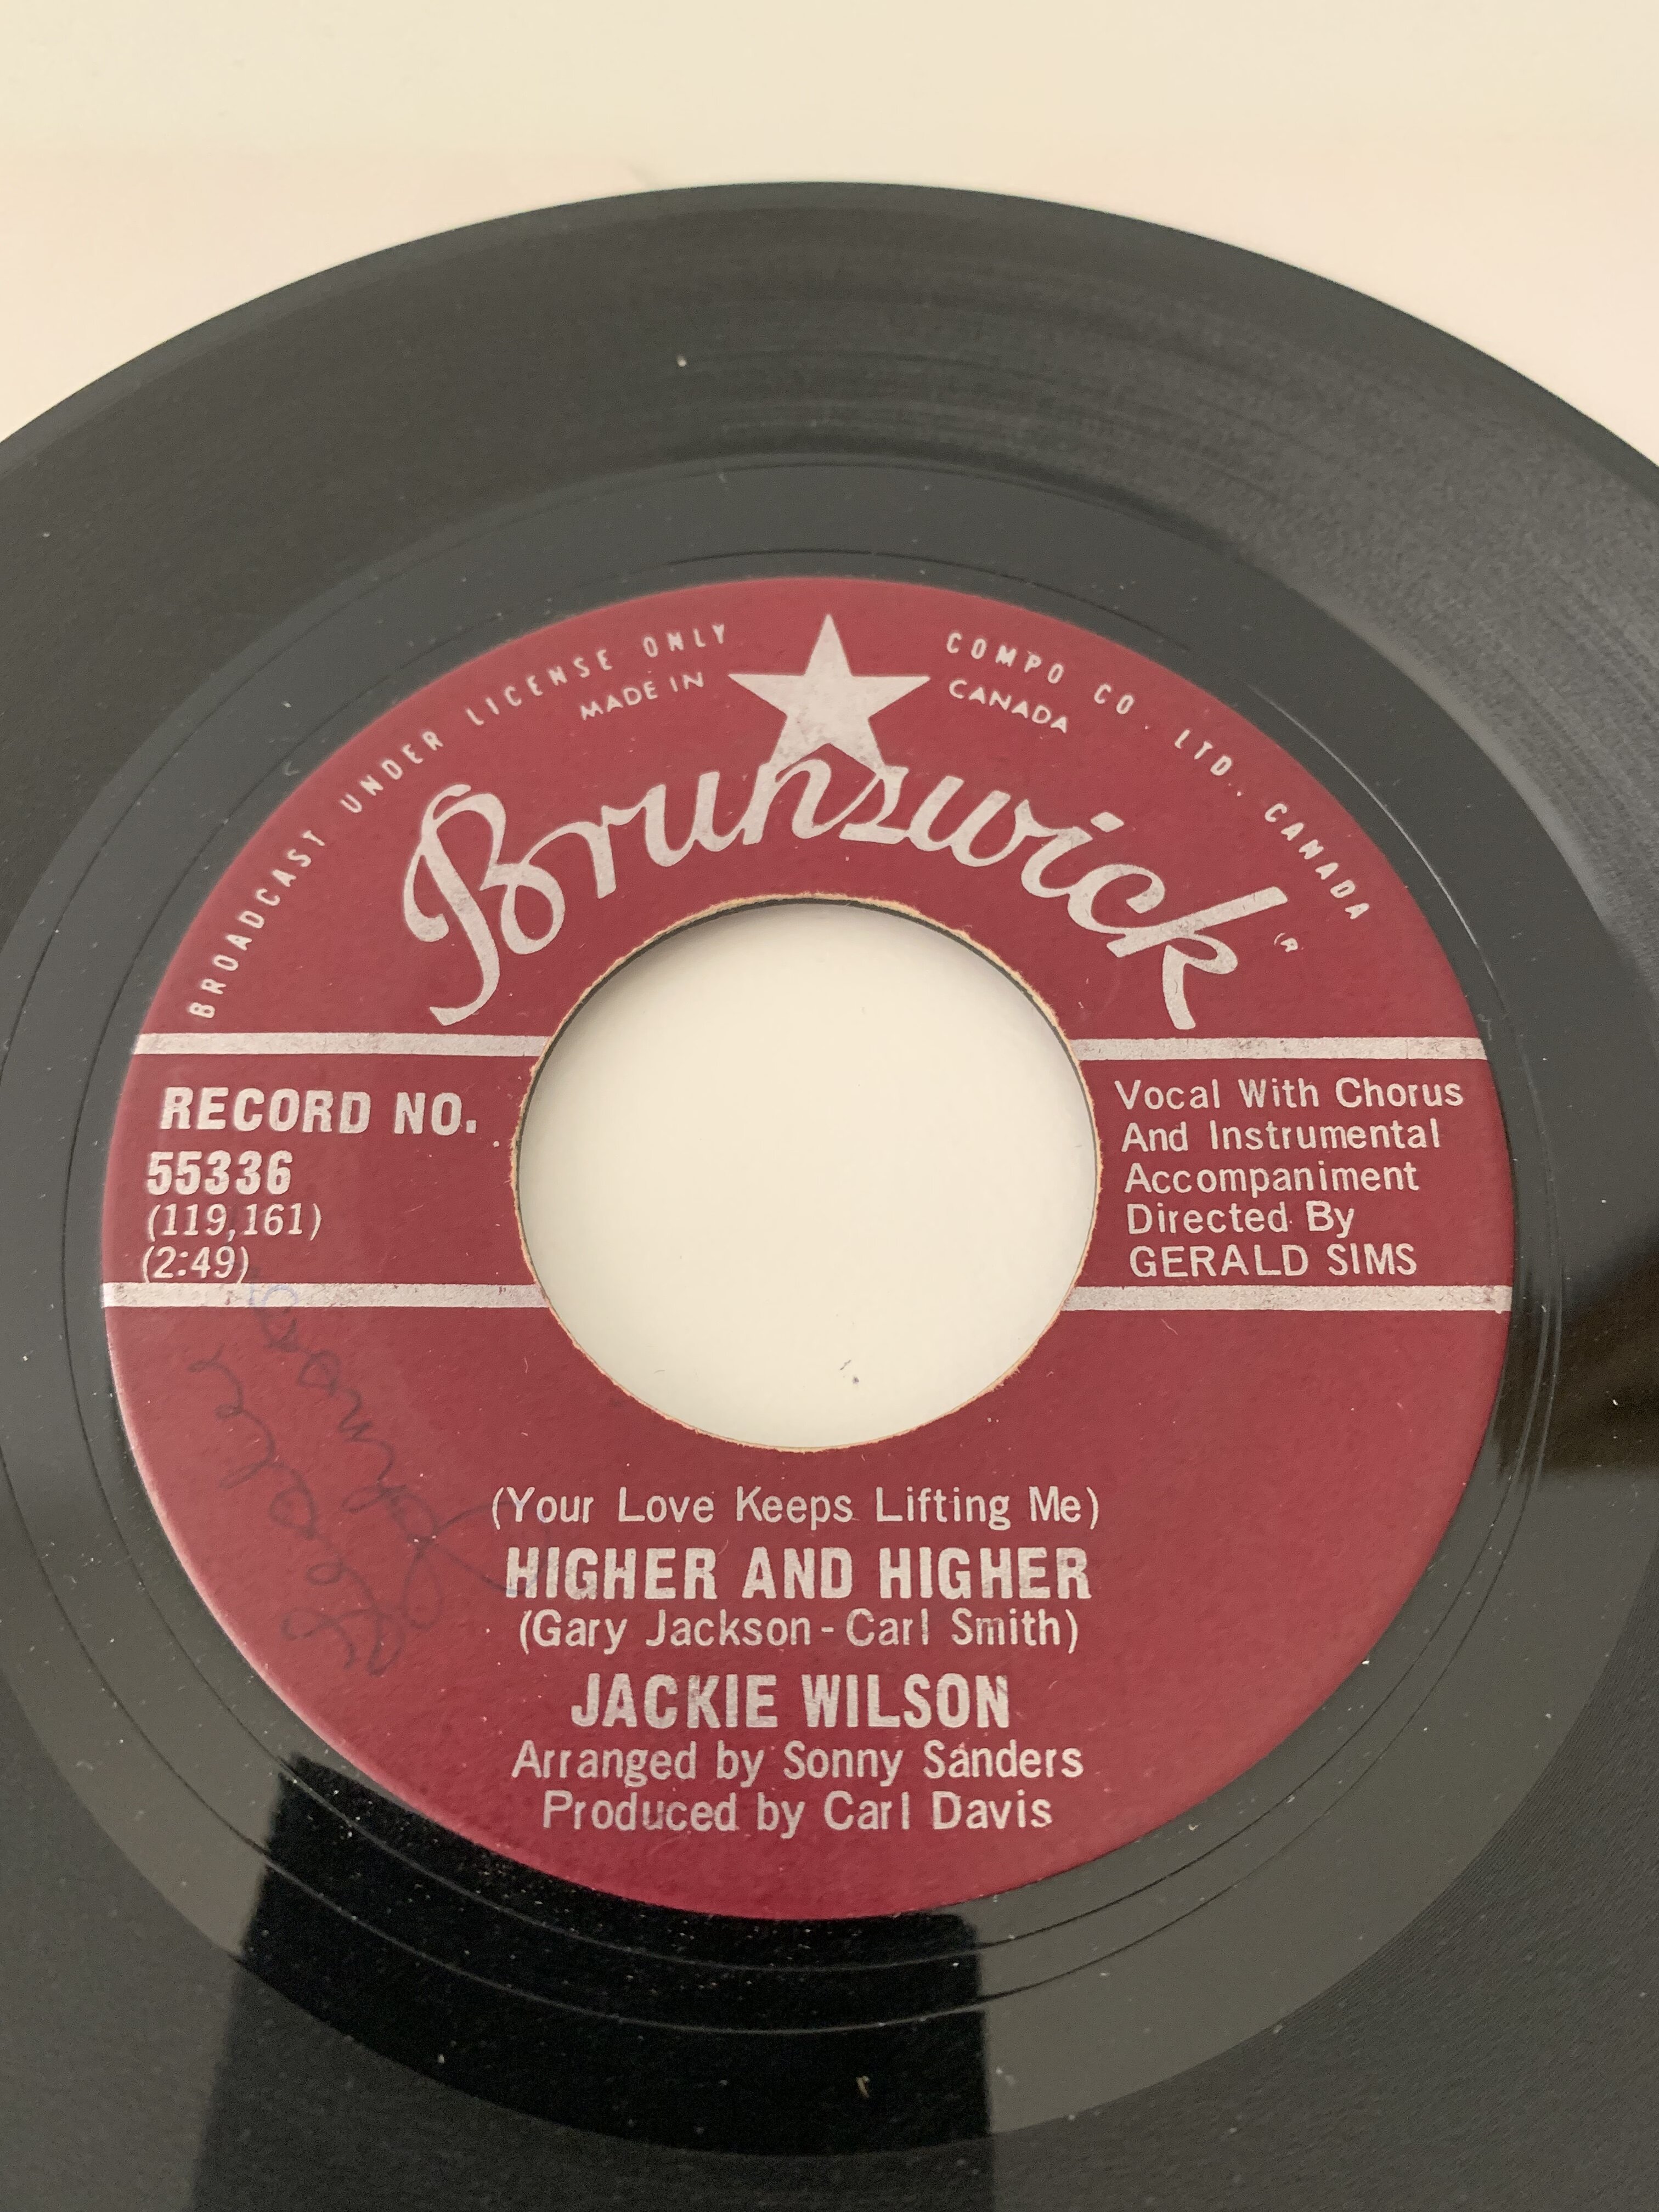 BROADCAST UNDER LICENSE ONLY
COMPO CO. LTD., CANADA
MADE IN CANADA
Brunswick ®
RECORD NO.
55336
(119,161)
(2:49)
Vocal With Chorus
And Instrumental
Accompaniment
Directed By
GERALD SIMS
(Your Love Keeps Lifting Me)
HIGHER AND HIGHER
(Gary Jackson - Carl Smith)
JACKIE WILSON
Arranged by Sonny Sanders
Produced by Carl Davis